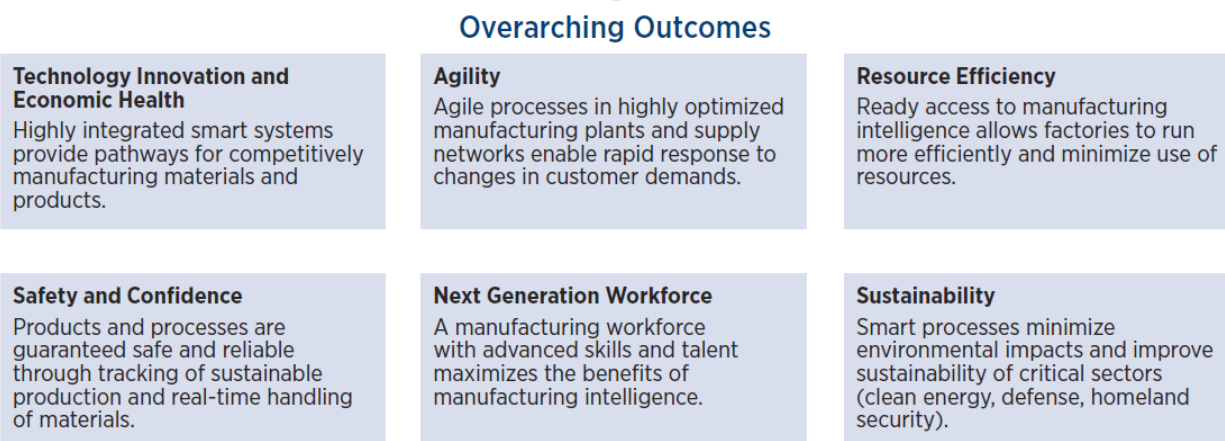 Overarching Outcomes
Technology Innovation and
Economic Health
Highly integrated smart systems
provide pathways for competitively
manufacturing materials and
products.
Agility
Agile processes in highly optimized
manufacturing plants and supply
networks enable rapid response to
changes in customer demands.
Resource Efficiency
Ready access to manufacturing
intelligence allows factories to run
more efficiently and minimize use of
resources.
Safety and Confidence
Products and processes are
guaranteed safe and reliable
through tracking of sustainable
production and real-time handling
of materials.
Next Generation Workforce
A manufacturing workforce
with advanced skills and talent
maximizes the benefits of
manufacturing intelligence.
Sustainability
Smart processes minimize
environmental impacts and improve
sustainability of critical sectors
(clean energy, defense, homeland
security).